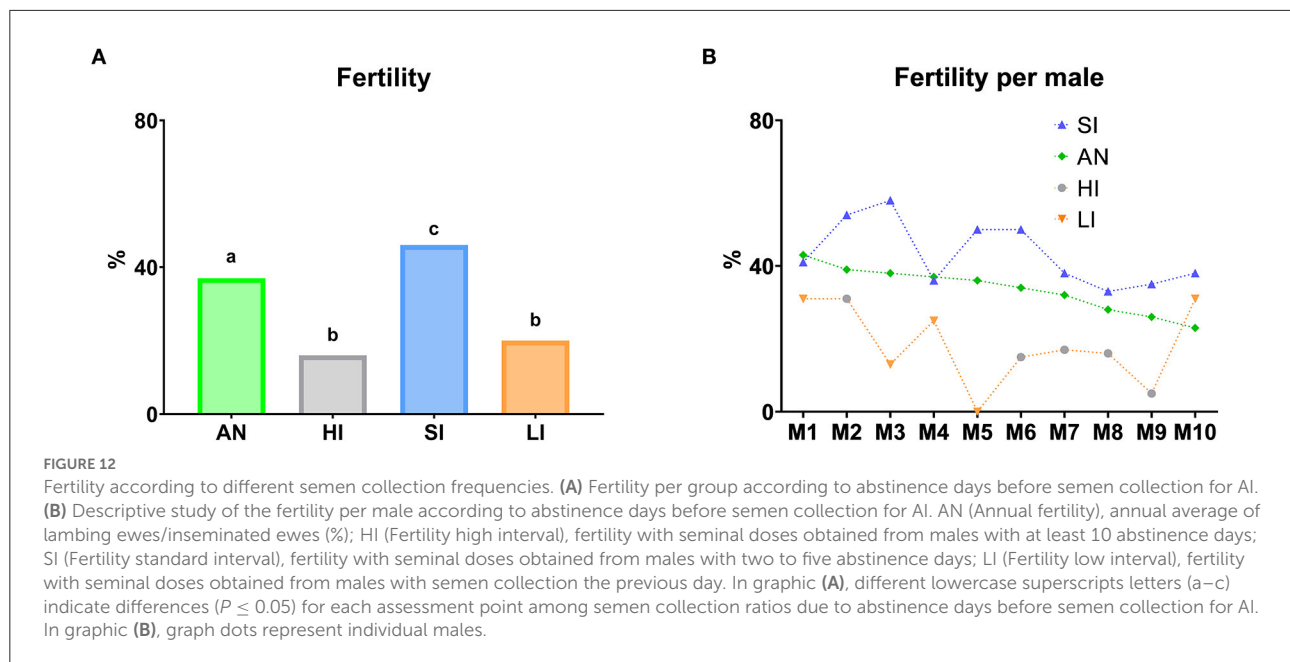 A
Fertility
80
40
0
%
a
b
c
b
AN HI SI LI
B
Fertility per male
80
40
0
%
SI
AN
HI
LI
M1 M2 M3 M4 M5 M6 M7 M8 M9 M10
FIGURE 12
Fertility according to different semen collection frequencies. (A) Fertility per group according to abstinence days before semen collection for AI.
(B) Descriptive study of the fertility per male according to abstinence days before semen collection for AI. AN (Annual fertility), annual average of
lambing ewes/inseminated ewes (%); HI (Fertility high interval), fertility with seminal doses obtained from males with at least 10 abstinence days;
SI (Fertility standard interval), fertility with seminal doses obtained from males with two to five abstinence days; LI (Fertility low interval), fertility
with seminal doses obtained from males with semen collection the previous day. In graphic (A), different lowercase superscripts letters (a–c)
indicate differences (P ≤ 0.05) for each assessment point among semen collection ratios due to abstinence days before semen collection for AI.
In graphic (B), graph dots represent individual males.